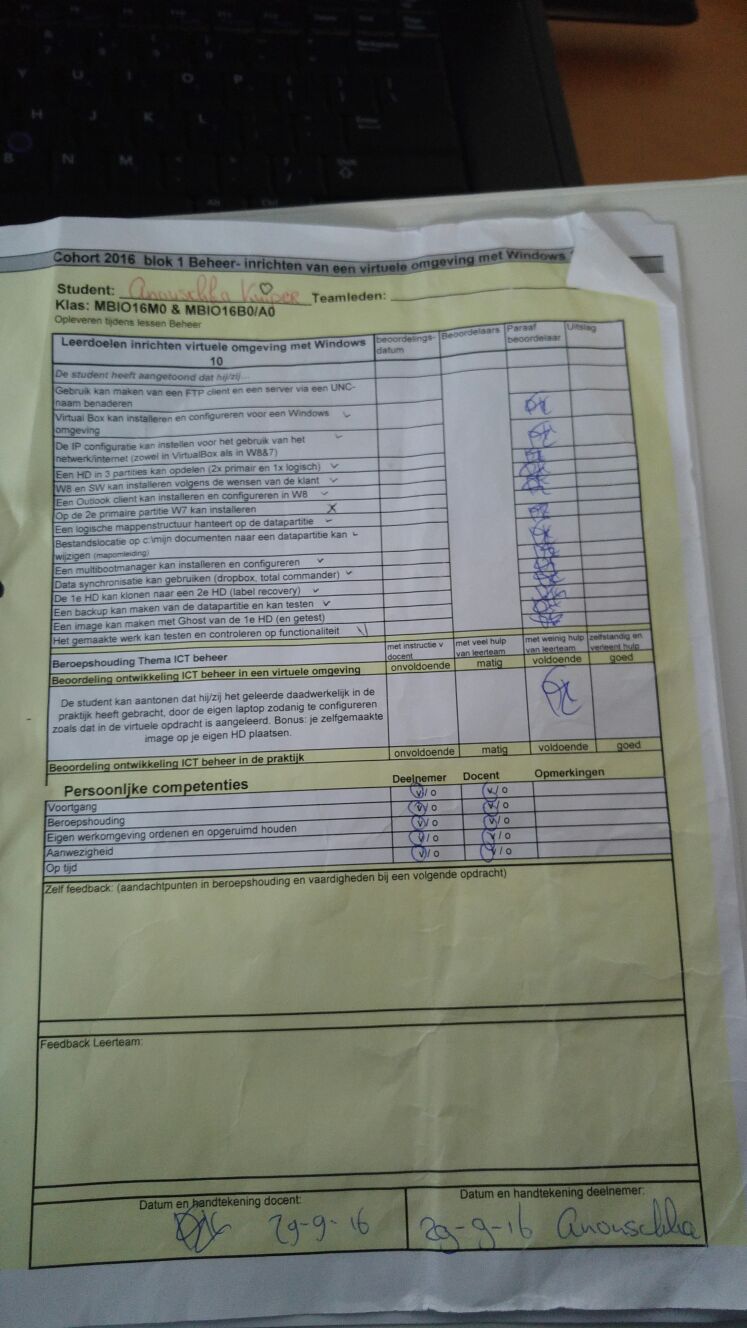 Y U I O P
H J K L
B N M
Enter
Shift
Alt Ctrl
Cohort 2016 blok 1 Beheer- inrichten van een virtuele omgeving met Windows
Student: Anouschka Kuiper Teamleden:
Klas: MBIO16M0 & MBIO16B0/A0
Opleveren tijdens lessen Beheer
Leerdoelen inrichten virtuele omgeving met Windows 10
beoordelings-datum Beoordelaars Paraaf beoordelaar Uitslag
De student heeft aangetoond dat hij/zij...
Gebruik kan maken van een FTP client en een server via een UNC-
naam benaderen
Virtual Box kan installeren en configureren voor een Windows
omgeving
De IP configuratie kan instellen voor het gebruik van het
netwerk/internet (zowel in VirtualBox als in W8&7)
Een HD in 3 partities kan opdelen (2x primair en 1x logisch)
W8 en SW kan installeren volgens de wensen van de klant
Een Outlook client kan installeren en configureren in W8
Op de 2e primaire partitie W7 kan installeren X
Een logische mappenstructuur hanteert op de datapartitie
Bestandslocatie op c:\mijn documenten naar een datapartitie kan
wijzigen (mapomleiding)
Een multibootmanager kan installeren en configureren
Data synchronisatie kan gebruiken (dropbox, total commander)
De 1e HD kan klonen naar een 2e HD (label recovery)
Een backup kan maken van de datapartitie en kan testen
Een image kan maken met Ghost van de 1e HD (en getest)
Het gemaakte werk kan testen en controleren op functionaliteit
Beroepshouding Thema ICT beheer
met instructie v docent met veel hulp van leerteam met weinig hulp van leerteam zelfstandig en verleent hulp
Beoordeling ontwikkeling ICT beheer in een virtuele omgeving onvoldoende matig voldoende goed
De student kan aantonen dat hij/zij het geleerde daadwerkelijk in de
praktijk heeft gebracht, door de eigen laptop zodanig te configureren
zoals dat in de virtuele opdracht is aangeleerd. Bonus: je zelfgemaakte
image op je eigen HD plaatsen.
Beoordeling ontwikkeling ICT beheer in de praktijk onvoldoende matig voldoende goed
Persoonljke competenties Deelnemer Docent Opmerkingen
Voortgang v/o v/o
Beroepshouding v/o v/o
Eigen werkomgeving ordenen en opgeruimd houden v/o v/o
Aanwezigheid v/o v/o
Op tijd v/o v/o
Zelf feedback: (aandachtpunten in beroepshouding en vaardigheden bij een volgende opdracht)
Feedback Leerteam:
Datum en handtekening docent: Datum en handtekening deelnemer:
29-9-16 29-9-16 Anouschka